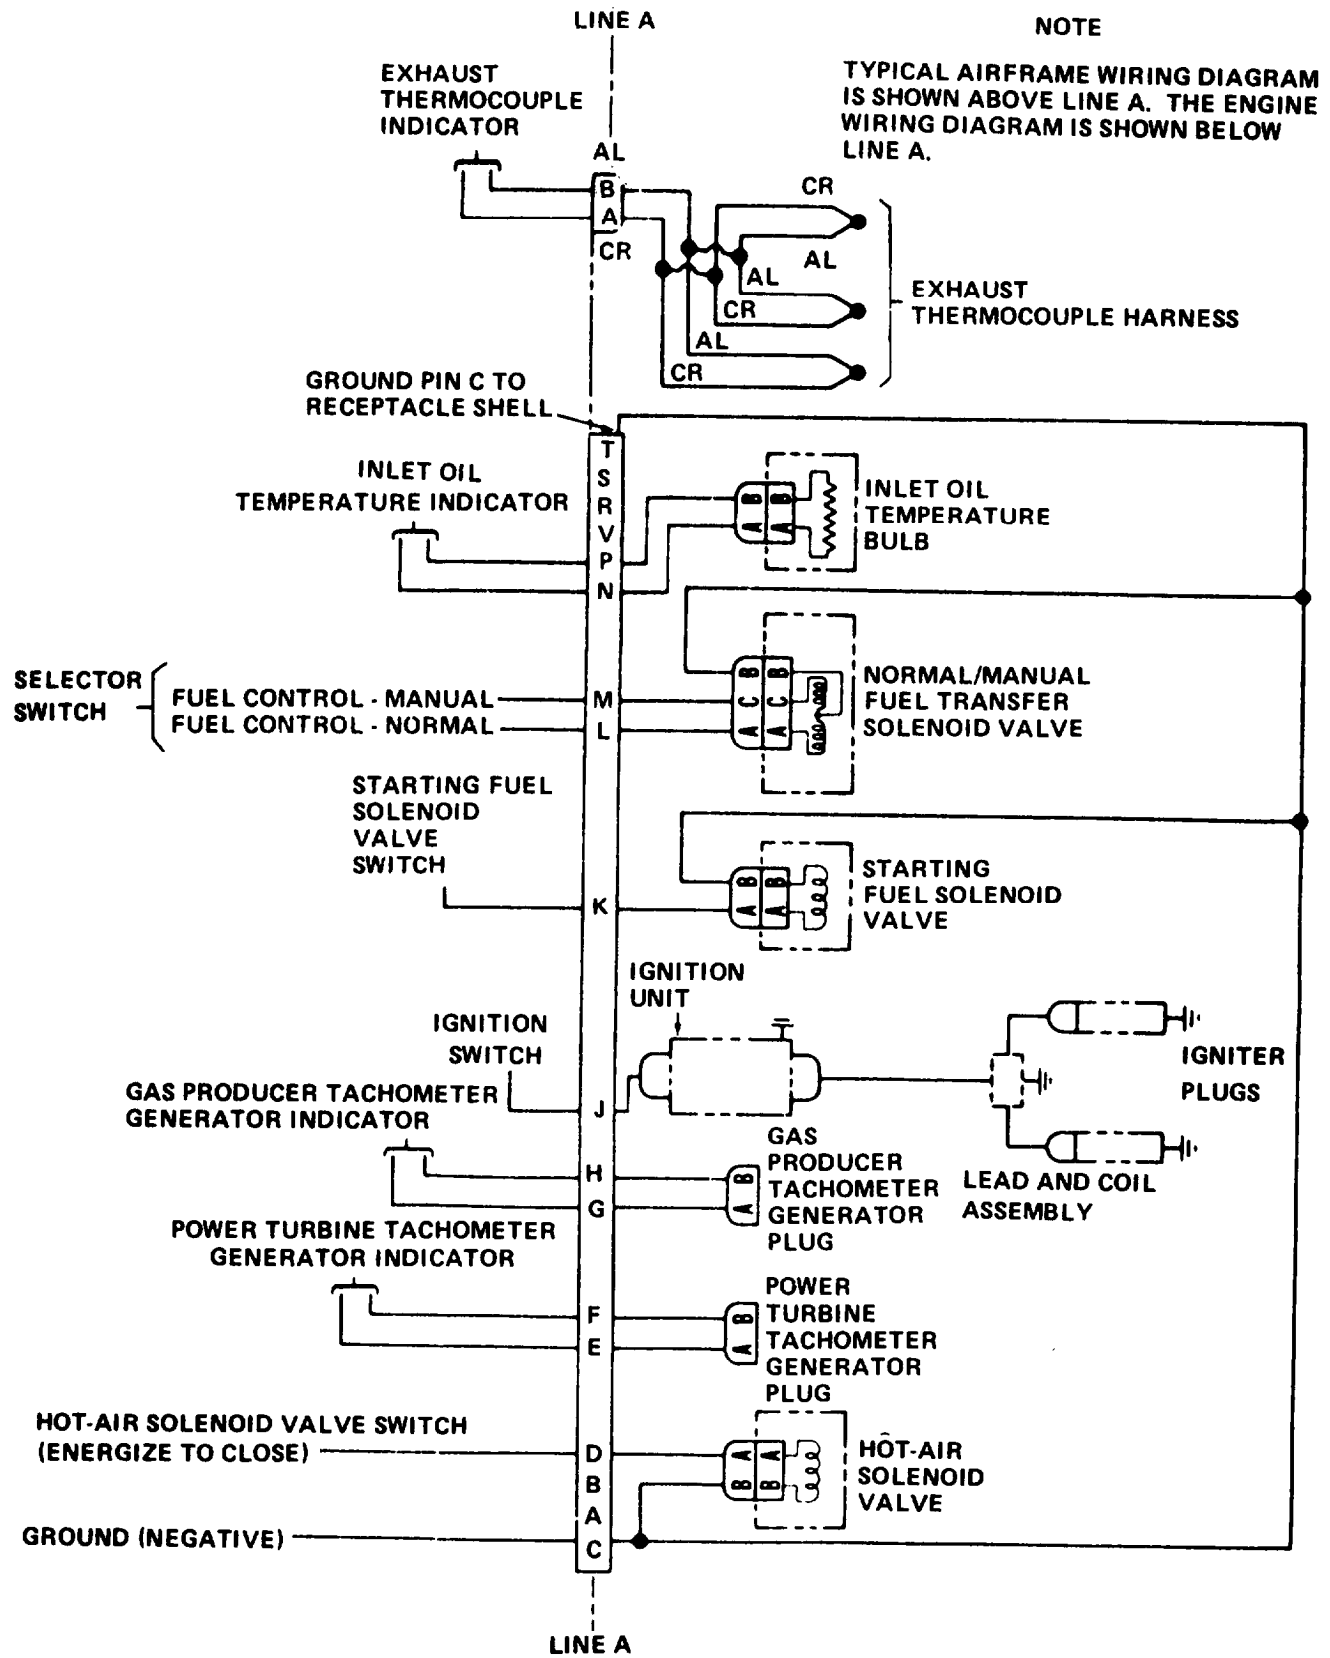 LINE A
NOTE
TYPICAL AIRFRAME WIRING DIAGRAM
IS SHOWN ABOVE LINE A. THE ENGINE
WIRING DIAGRAM IS SHOWN BELOW
LINE A.
EXHAUST
THERMOCOUPLE
INDICATOR
AL
B
A
CR
CR
AL
AL
CR
AL
CR
EXHAUST
THERMOCOUPLE HARNESS
GROUND PIN C TO
RECEPTACLE SHELL
T
S
R
V
P
N
INLET OIL
TEMPERATURE INDICATOR
B B
A A
INLET OIL
TEMPERATURE
BULB
SELECTOR
SWITCH
FUEL CONTROL - MANUAL
FUEL CONTROL - NORMAL
M
L
B B
C C
A A
NORMAL/MANUAL
FUEL TRANSFER
SOLENOID VALVE
STARTING FUEL
SOLENOID
VALVE
SWITCH
K
B B
A A
STARTING
FUEL SOLENOID
VALVE
IGNITION
UNIT
IGNITION
SWITCH
J
IGNITER
PLUGS
LEAD AND COIL
ASSEMBLY
GAS PRODUCER TACHOMETER
GENERATOR INDICATOR
H
G
B
A
GAS
PRODUCER
TACHOMETER
GENERATOR
PLUG
POWER TURBINE TACHOMETER
GENERATOR INDICATOR
F
E
B
A
POWER
TURBINE
TACHOMETER
GENERATOR
PLUG
HOT-AIR SOLENOID VALVE SWITCH
(ENERGIZE TO CLOSE)
D
B
A
C
A A
B B
HOT-AIR
SOLENOID
VALVE
GROUND (NEGATIVE)
LINE A